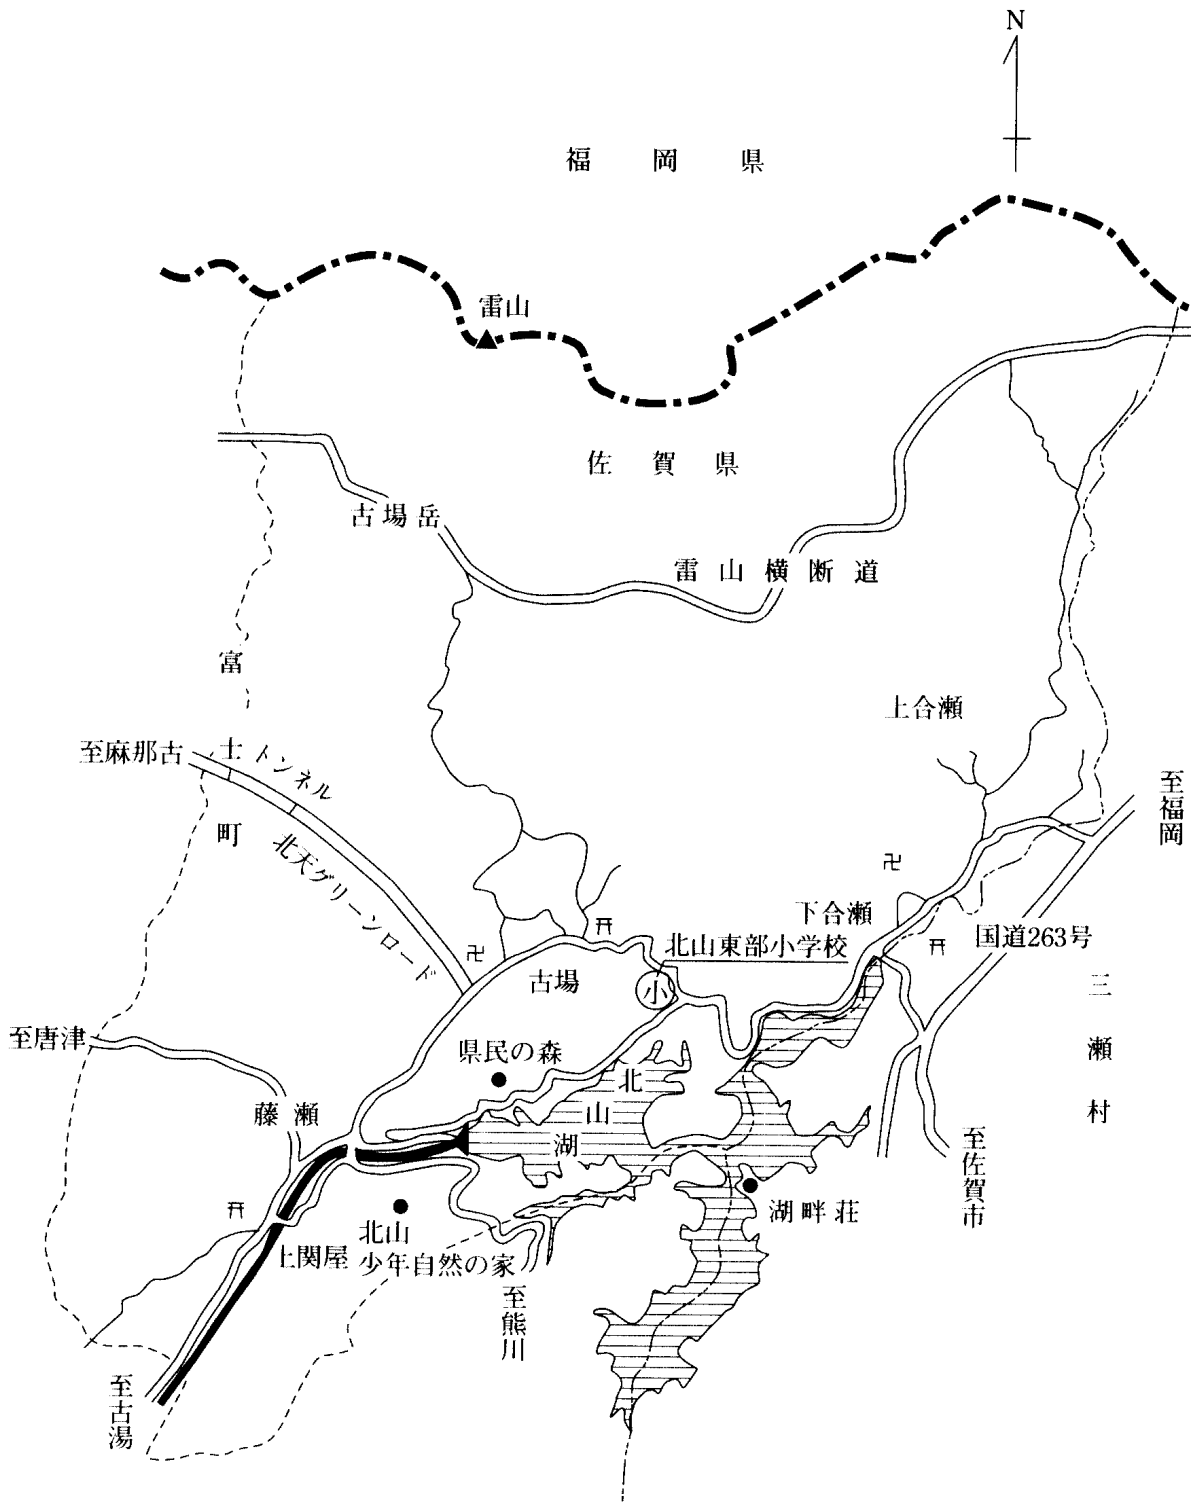 N
福岡県
雷山
佐賀県
古場岳
雷山横断道
富
士
町
上合瀬
至麻那古
トンネル
北天グリーンロード
至福岡
下合瀬
北山東部小学校
国道263号
古場
小
三瀬村
至唐津
県民の森
北山湖
藤瀬
至佐賀市
湖畔荘
北山
少年自然の家
上関屋
至熊川
至古湯